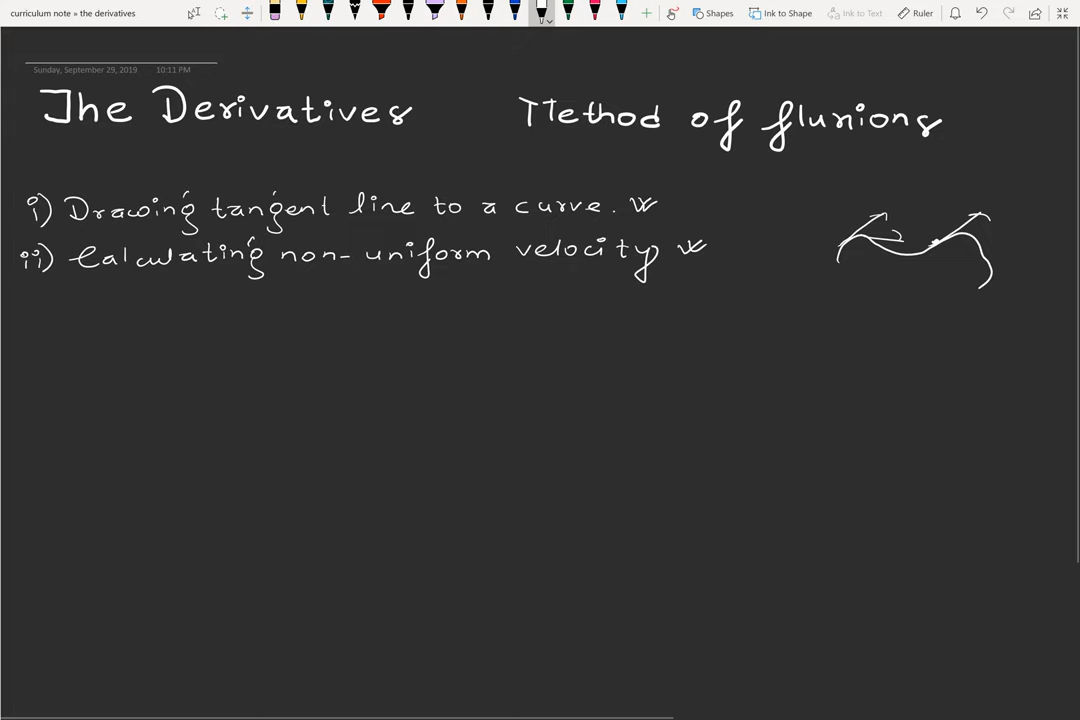 curriculum note » the derivatives
Shapes
Ink to Shape
Ink to Text
Ruler
Sunday, September 29, 2019 10:11 PM
The Derivatives
Method of fluxions
i) Drawing tangent line to a curve.
ii) Calculating non-uniform velocity